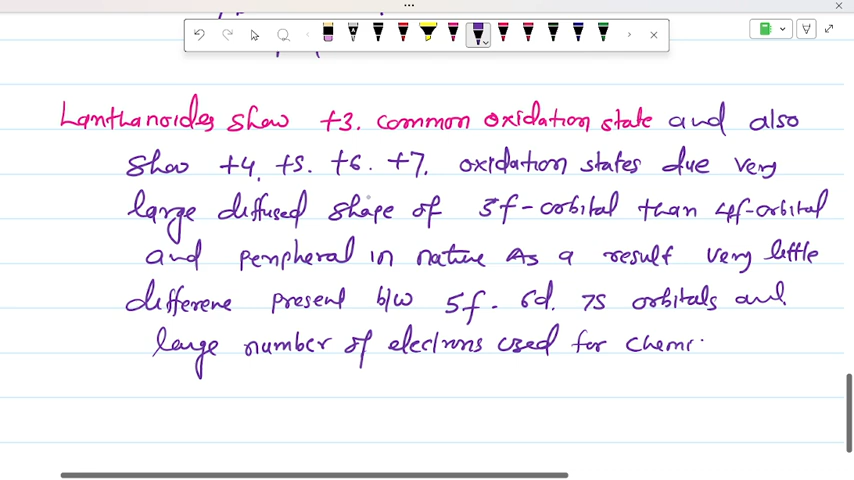 Lanthanoides show +3. common oxidation state and also
show +4, +5. +6. +7. oxidation states due very
large diffused shape of 5f-orbital than 4f-orbital
and peripheral in nature As a result very little
differene present b/w 5f. 6d. 7s orbitals and
large number of electrons used for chemi